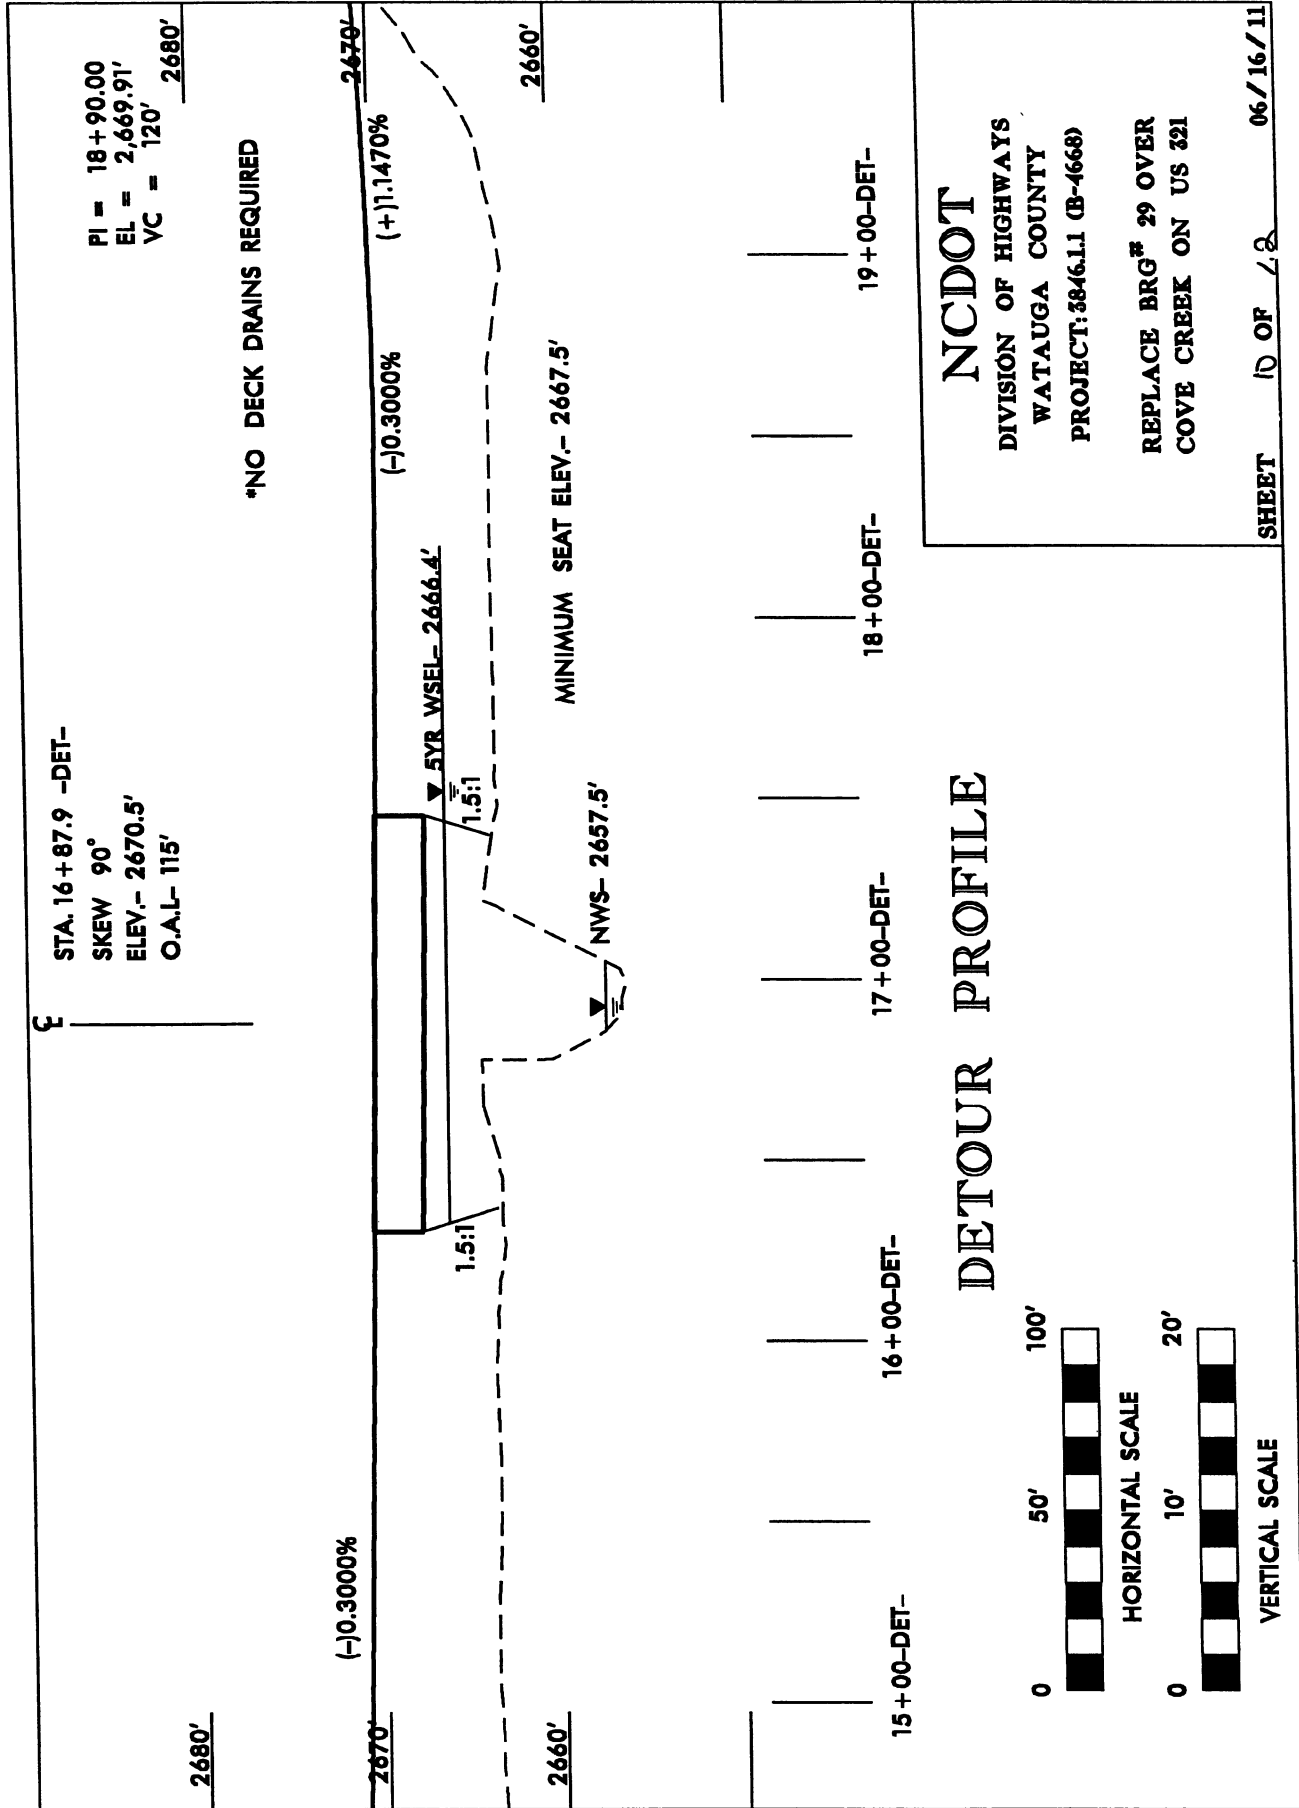 STA. 16+87.9 -DET-
SKEW 90°
ELEV.- 2670.5'
O.A.L- 115'
PI = 18+90.00
EL = 2,669.91'
VC = 120'
*NO DECK DRAINS REQUIRED
2680'
2680'
2670'
2670'
2660'
2660'
(-)0.3000%
(-)0.3000%
(+)1.1470%
5YR WSEL- 2666.4'
1.5:1
1.5:1
NWS- 2657.5'
MINIMUM SEAT ELEV.- 2667.5'
15+00-DET-
16+00-DET-
17+00-DET-
18+00-DET-
19+00-DET-
DETOUR PROFILE
0 50' 100'
HORIZONTAL SCALE
0 10' 20'
VERTICAL SCALE
NCDOT
DIVISION OF HIGHWAYS
WATAUGA COUNTY
PROJECT:3846.1.1 (B-4668)
REPLACE BRG# 29 OVER
COVE CREEK ON US 321
SHEET 10 OF 06/16/11